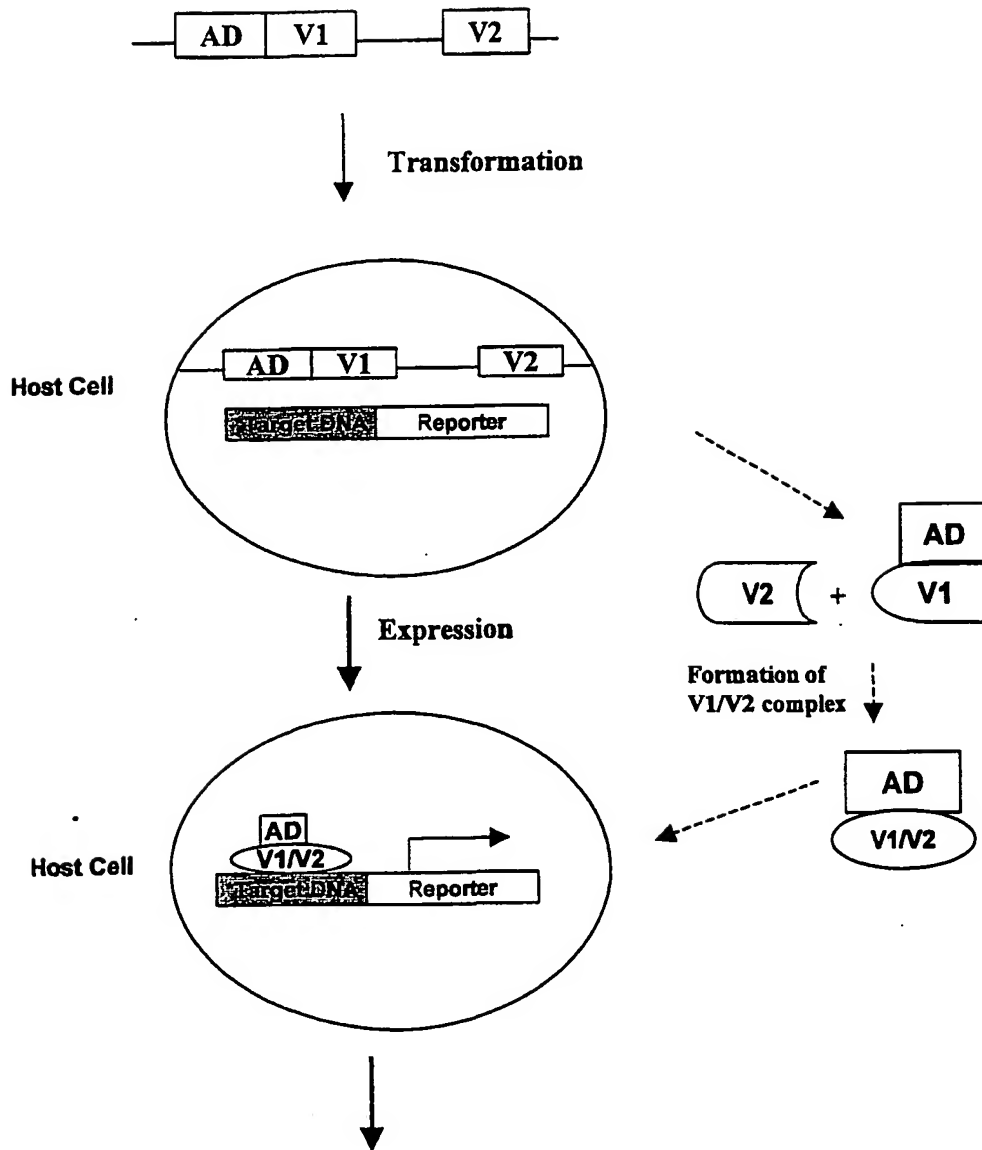 AD V1 V2
Transformation
Host Cell
AD V1 V2
Target DNA Reporter
AD
V2 + V1
Expression
Formation of
V1/V2 complex
AD
V1/V2
Host Cell
AD
V1/V2
Target DNA Reporter